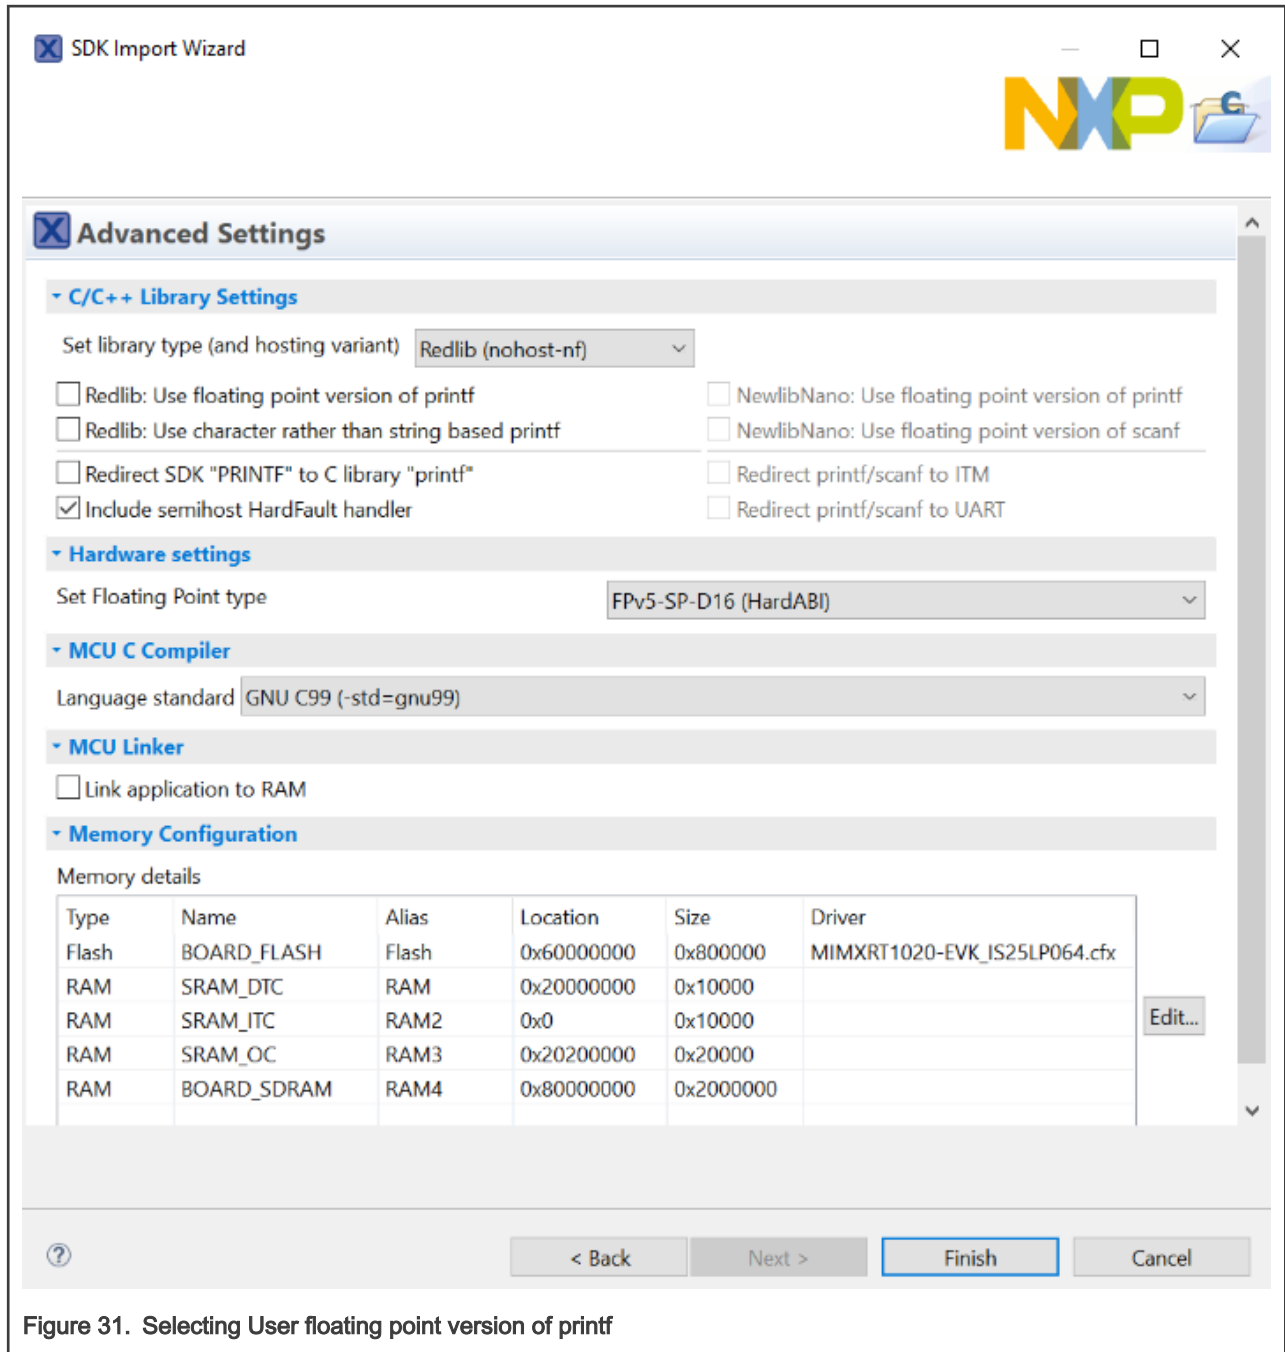 SDK Import Wizard
NXP
C
Advanced Settings
C/C++ Library Settings
Set library type (and hosting variant) Redlib (nohost-nf)
Redlib: Use floating point version of printf NewlibNano: Use floating point version of printf
Redlib: Use character rather than string based printf NewlibNano: Use floating point version of scanf
Redirect SDK "PRINTF" to C library "printf" Redirect printf/scanf to ITM
Include semihost HardFault handler Redirect printf/scanf to UART
Hardware settings
Set Floating Point type FPv5-SP-D16 (HardABI)
MCU C Compiler
Language standard GNU C99 (-std=gnu99)
MCU Linker
Link application to RAM
Memory Configuration
Memory details
Type Name Alias Location Size Driver
Flash BOARD_FLASH Flash 0x60000000 0x800000 MIMXRT1020-EVK_IS25LP064.cfx
RAM SRAM_DTC RAM 0x20000000 0x10000
RAM SRAM_ITC RAM2 0x0 0x10000
Edit...
RAM SRAM_OC RAM3 0x20200000 0x20000
RAM BOARD_SDRAM RAM4 0x80000000 0x2000000
? < Back Next > Finish Cancel
Figure 31. Selecting User floating point version of printf